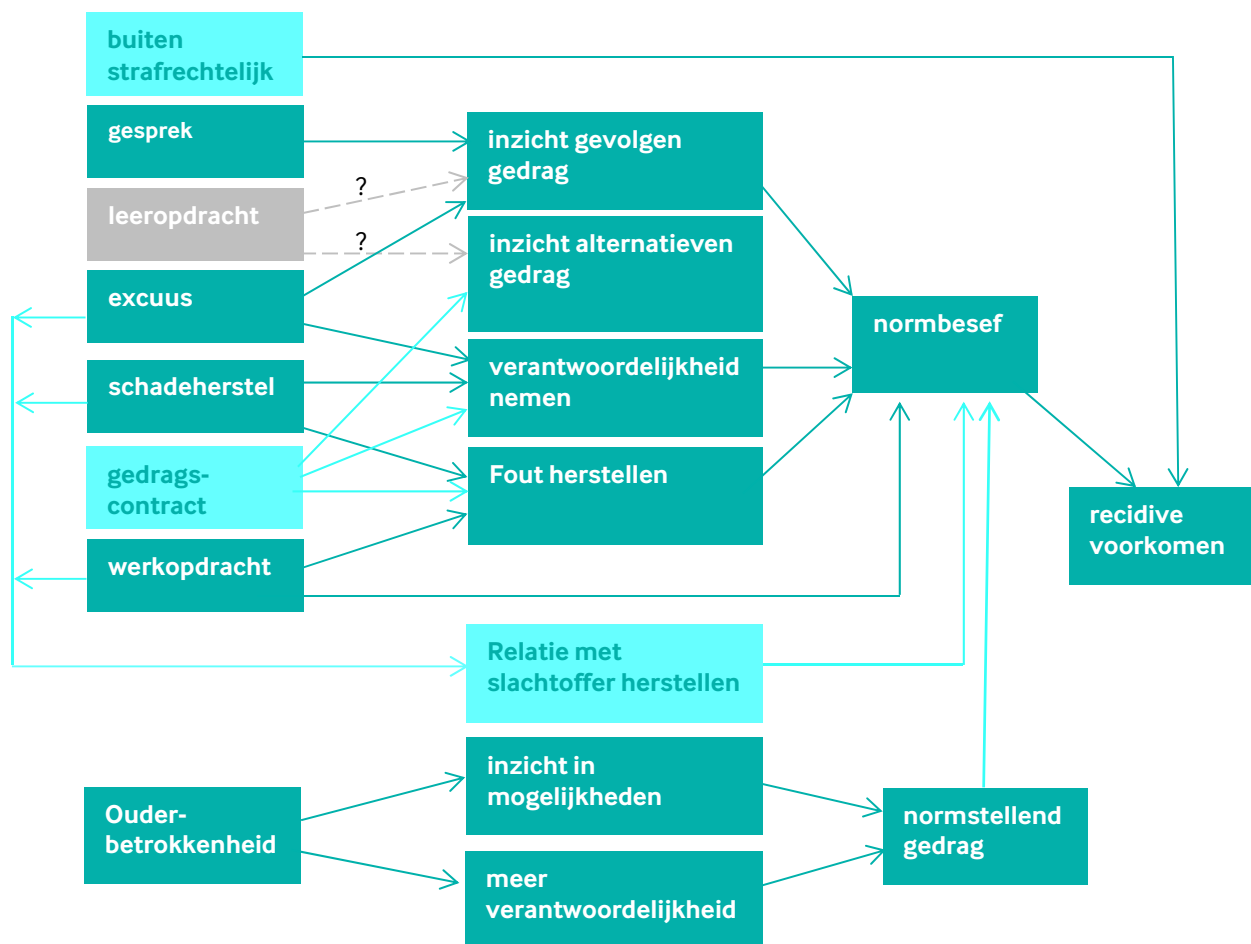 buiten
strafrechtelijk
gesprek
leeropdracht
excuus
schadeherstel
gedrags-
contract
werkopdracht
?
?
inzicht gevolgen
gedrag
inzicht alternatieven
gedrag
verantwoordelijkheid
nemen
Fout herstellen
normbesef
recidive
voorkomen
Relatie met
slachtoffer herstellen
Ouder-
betrokkenheid
inzicht in
mogelijkheden
meer
verantwoordelijkheid
normstellend
gedrag